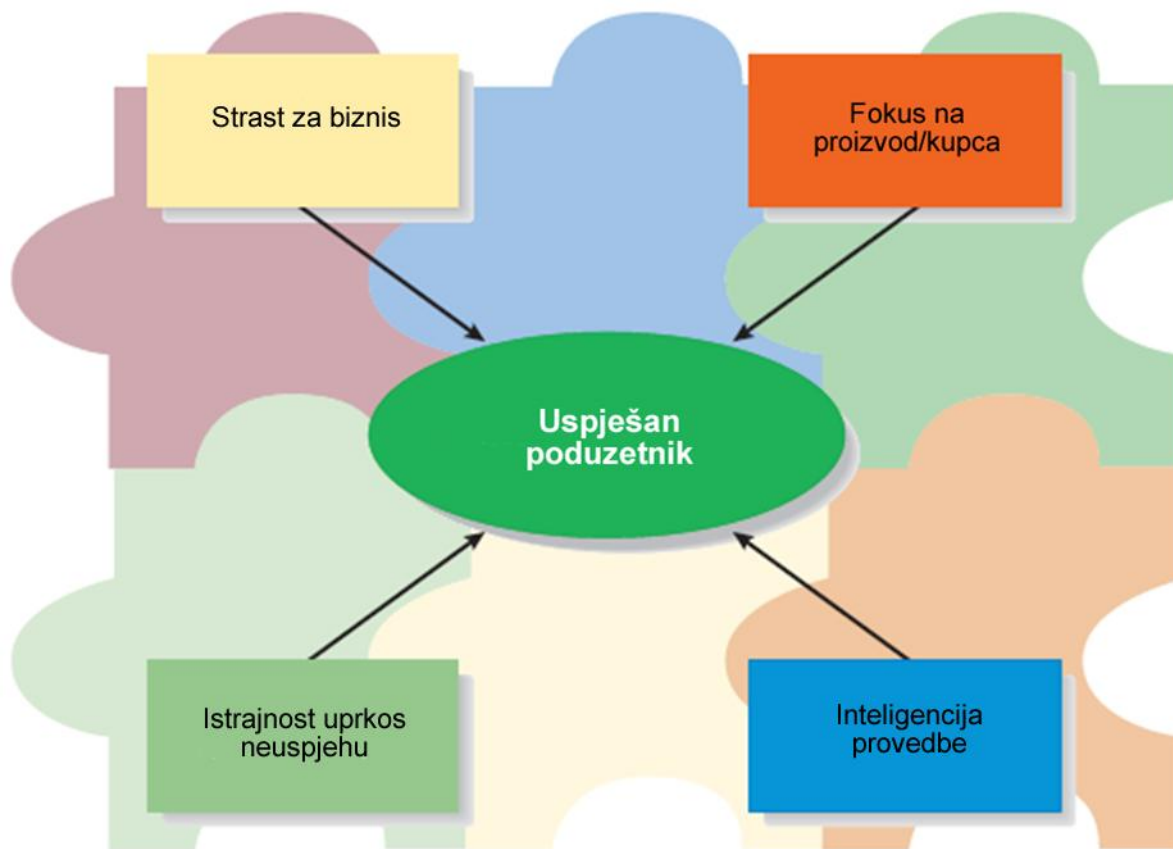 Strast za biznis
Fokus na
proizvod/kupca
Uspješan
poduzetnik
Istrajnost uprkos
neuspjehu
Inteligencija
provedbe